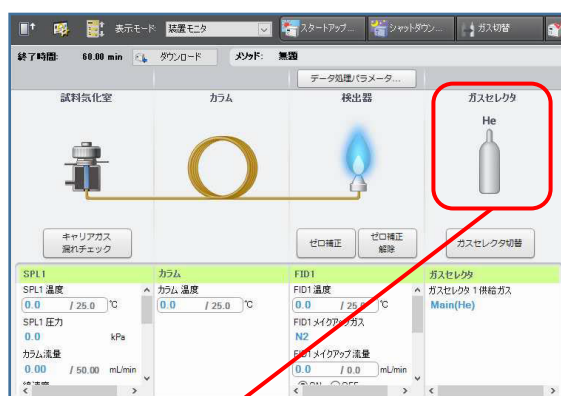 表示モード: 装置モニタ スタートアップ... シャットダウン... ガス切替
終了時間: 60.00 min ダウンロード メソッド: 無題
データ処理パラメータ...
試料気化室 カラム 検出器 ガスセレクタ
He
キャリアガス
漏れチェック
ゼロ補正
ゼロ補正
解除
ガスセレクタ切替
SPL1 カラム FID1 ガスセレクタ
SPL1 温度 カラム 温度 FID1 温度 ガスセレクタ 1 供給ガス
0.0 / 25.0 ℃ 0.0 / 25.0 ℃ 0.0 / 25.0 ℃ Main(He)
SPL1 圧力 FID1 メイクアップガス
0.0 kPa N2
カラム流量 FID1 メイクアップ 流量
0.00 / 50.00 mL/min 0.0 / 0.0 mL/min